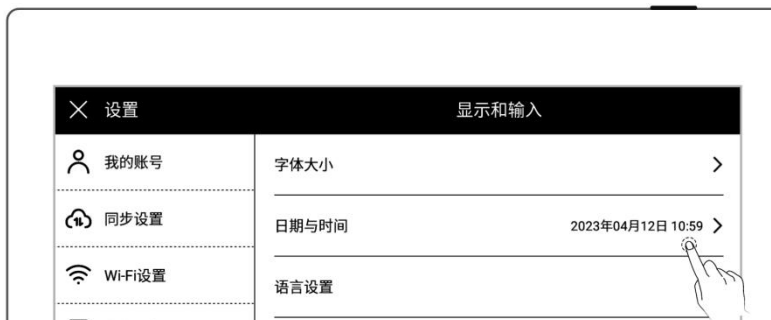 设置
显示和输入
我的账号
字体大小
同步设置
日期与时间 2023年04月12日 10:59
Wi-Fi设置
语言设置